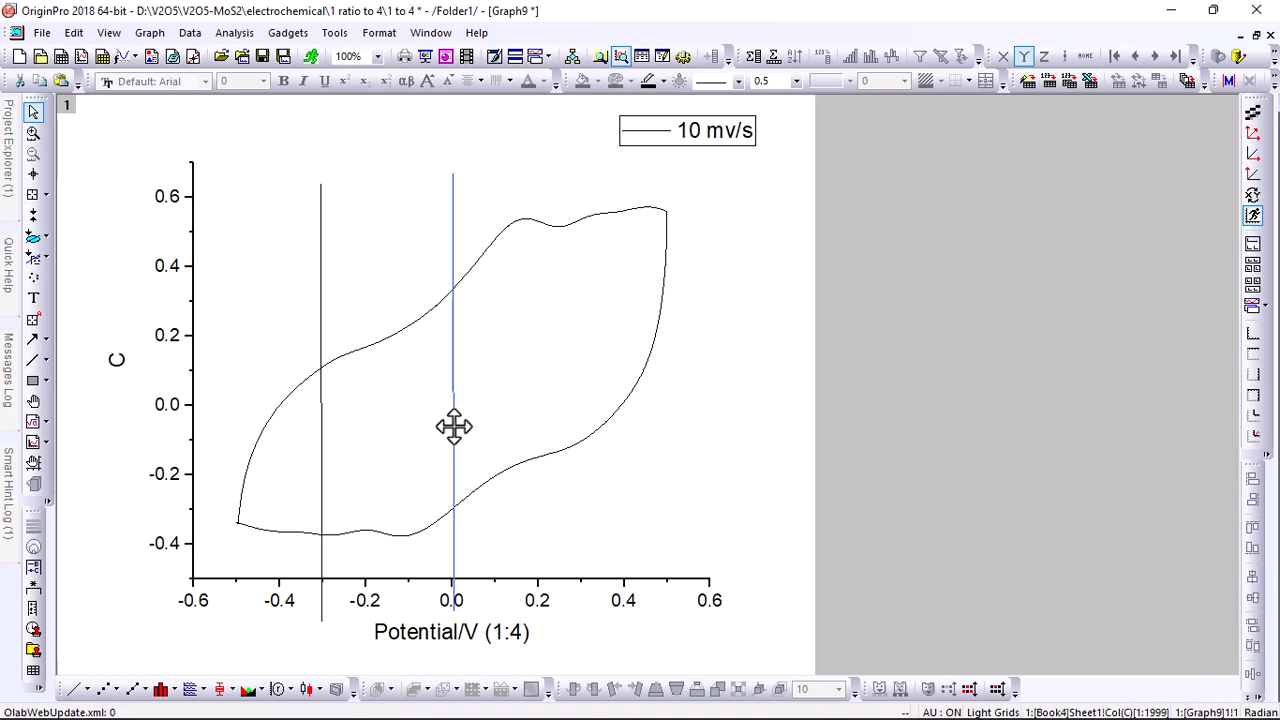 OriginPro 2018 64-bit - D:\V2O5\V2O5-MoS2\electrochemical\1 ratio to 4\1 to 4 * - /Folder1/ - [Graph9 *]
File Edit View Graph Data Analysis Gadgets Tools Format Window Help
100%
Default: Arial 0 B I U αβ A A A 0.5 0
Project Explorer (1)
Quick Help
Messages Log
Smart Hint Log (1)
1
10 mv/s
0.6
0.4
0.2
0.0
-0.2
-0.4
C
-0.6 -0.4 -0.2 0.0 0.2 0.4 0.6
Potential/V (1:4)
10
OlabWebUpdate.xml: 0 -- AU : ON Light Grids 1:[Book4]Sheet1!Col(C)[1:1999] 1:[Graph9]1!1 Radian